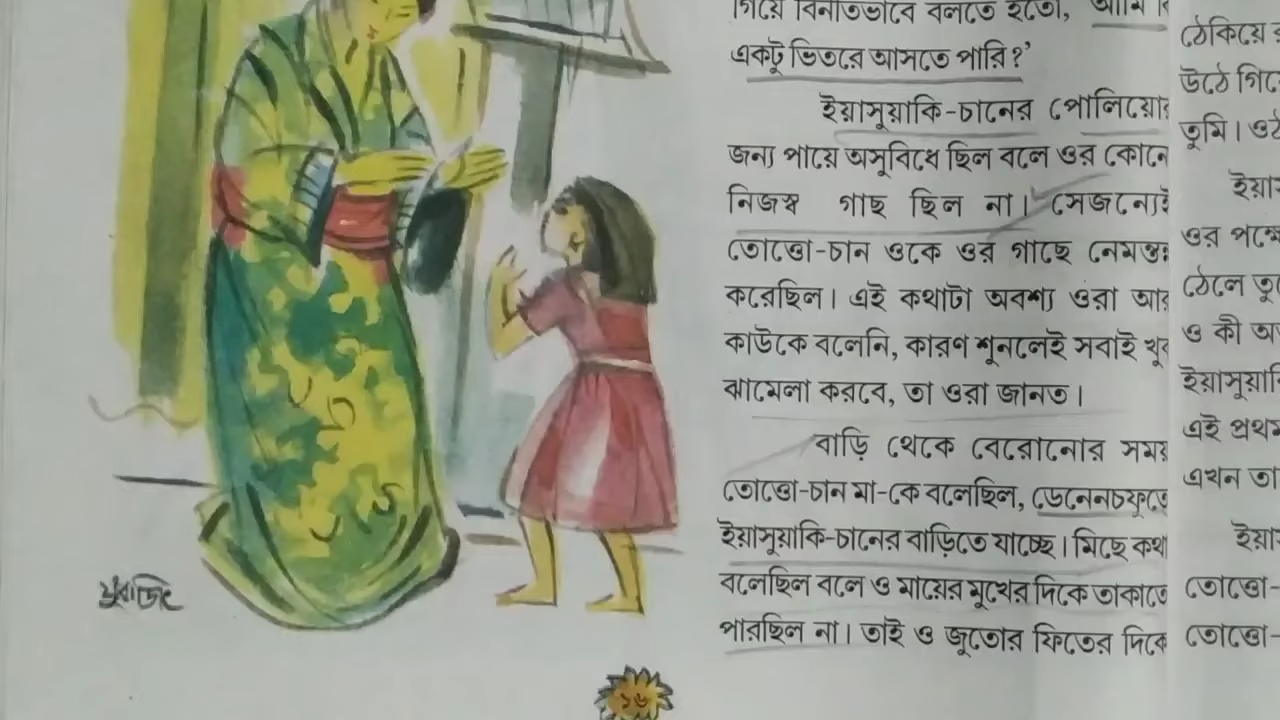 গিয়ে বিনীতভাবে বলতে হতো, 'আমি কি
একটু ভিতরে আসতে পারি?'
ইয়াসুয়াকি-চানের পোলিয়োর
জন্য পায়ে অসুবিধে ছিল বলে ওর কোনো
নিজস্ব গাছ ছিল না। সেজন্যেই
তোত্তো-চান ওকে ওর গাছে নেমন্তন্ন
করেছিল। এই কথাটা অবশ্য ওরা আর
কাউকে বলেনি, কারণ শুনলেই সবাই খুব
ঝামেলা করবে, তা ওরা জানত।
বাড়ি থেকে বেরোনোর সময়
তোত্তো-চান মা-কে বলেছিল, ডেনেনচফুতে
ইয়াসুয়াকি-চানের বাড়িতে যাচ্ছে। মিছে কথা
বলেছিল বলে ও মায়ের মুখের দিকে তাকাতে
পারছিল না। তাই ও জুতোর ফিতের দিকে
১৬
ঠেকিয়ে
উঠে গিয়ে
তুমি। ওঠ
ইয়া
ওর পক্ষে
ঠেলে তু
ও কী আ
ইয়াসুয়াকি
এই প্রথম
এখন তা
ইয়া
তোত্তো-
তোত্তো-